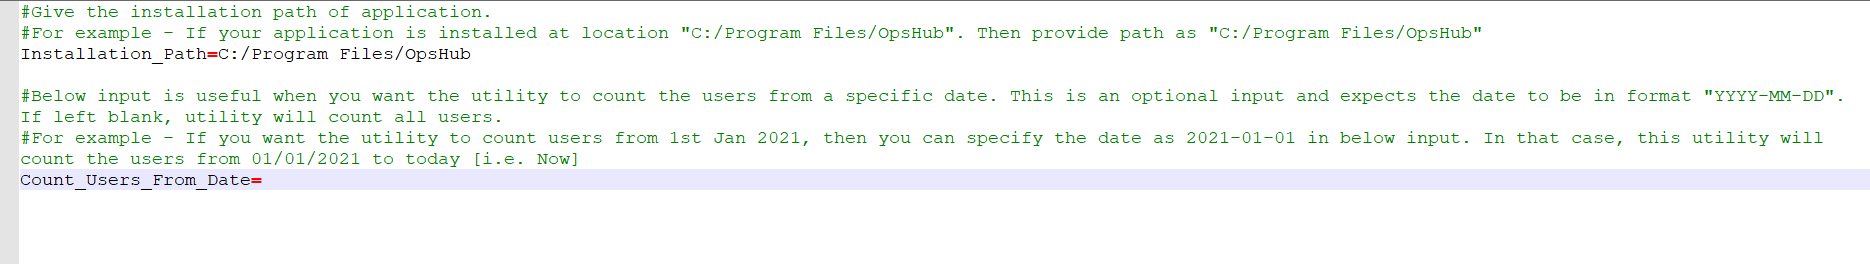 #Give the installation path of application.
#For example - If your application is installed at location "C:/Program Files/OpsHub". Then provide path as "C:/Program Files/OpsHub"
Installation_Path=C:/Program Files/OpsHub
#Below input is useful when you want the utility to count the users from a specific date. This is an optional input and expects the date to be in format "YYYY-MM-DD".
If left blank, utility will count all users.
#For example - If you want the utility to count users from 1st Jan 2021, then you can specify the date as 2021-01-01 in below input. In that case, this utility will
count the users from 01/01/2021 to today [i.e. Now]
Count_Users_From_Date=